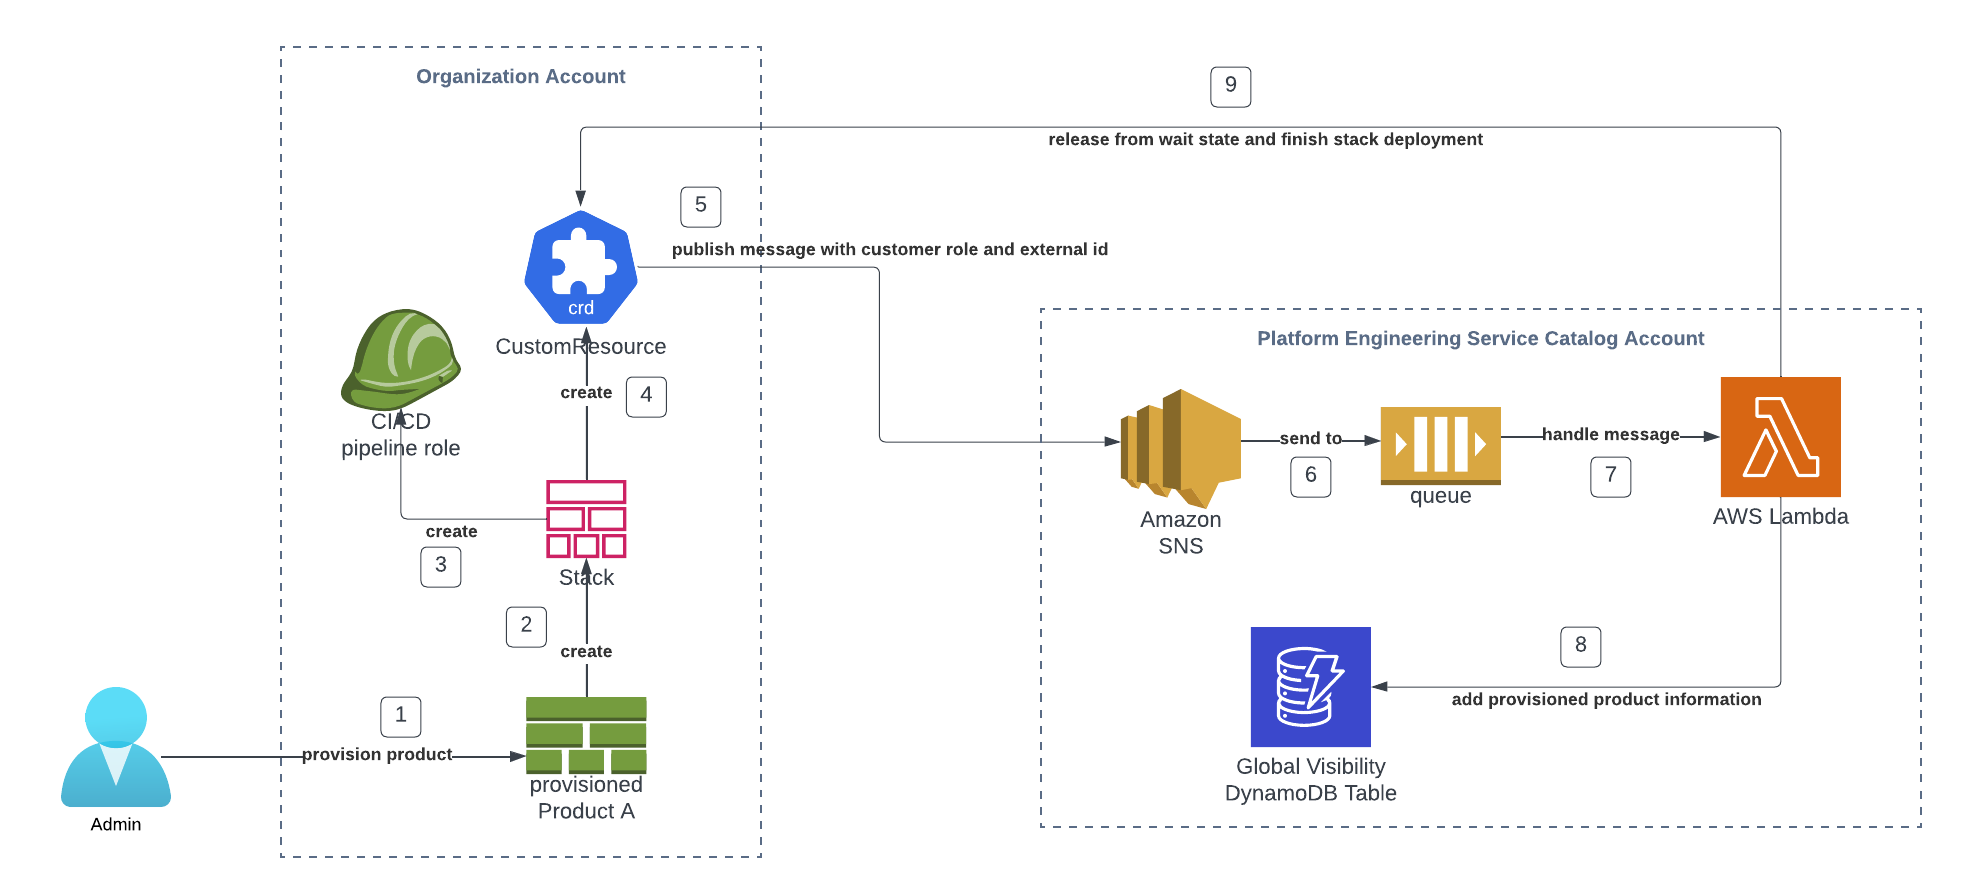 Organization Account
9
release from wait state and finish stack deployment
5
publish message with customer role and external id
crd
CustomResource
create
4
CI/CD
pipeline role
create
3
Stack
2
create
1
provision product
provisioned
Product A
Admin
Platform Engineering Service Catalog Account
send to
6
handle message
7
queue
Amazon
SNS
AWS Lambda
8
add provisioned product information
Global Visibility
DynamoDB Table